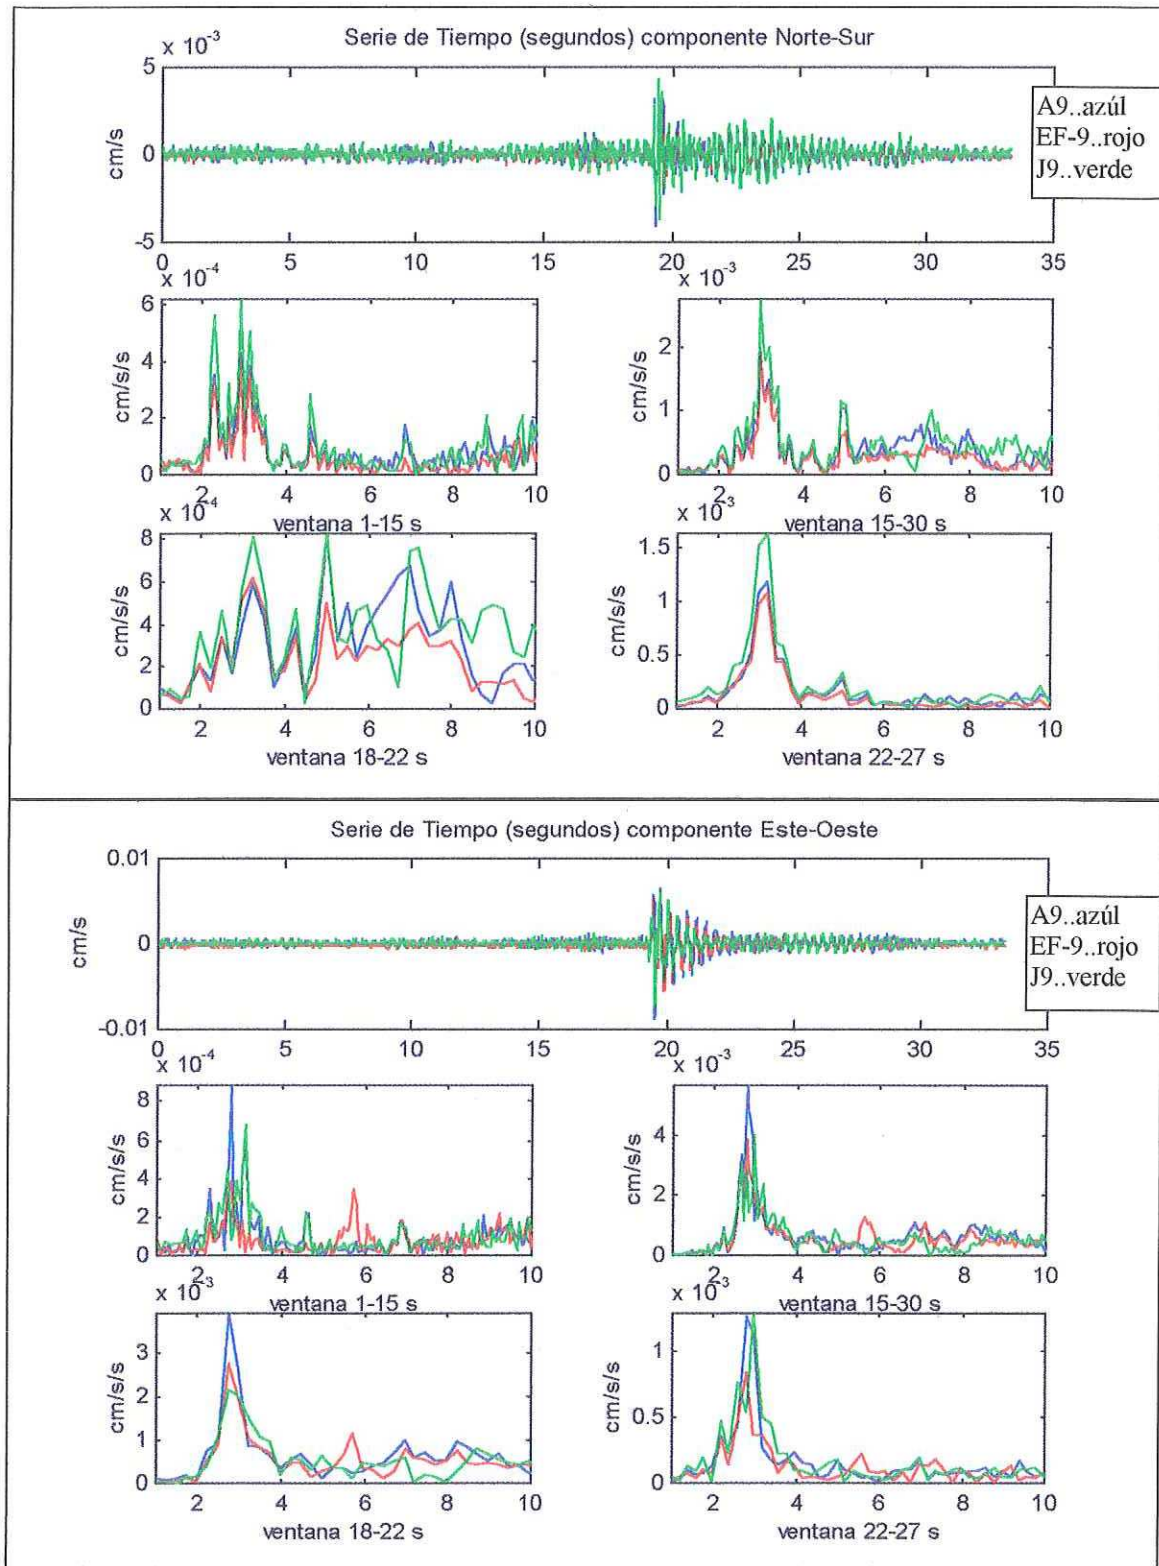 Serie de Tiempo (segundos) componente Norte-Sur
x 10-3
5
0
-5
cm/s
0 5 10 15 20 25 30 35
A9..azúl
EF-9..rojo
J9..verde
x 10-4
6
4
2
0
cm/s/s
2 4 6 8 10
ventana 1-15 s
x 10-3
2
1
0
cm/s/s
2 4 6 8 10
ventana 15-30 s
x 10-4
8
6
4
2
0
cm/s/s
2 4 6 8 10
ventana 18-22 s
x 10-3
1.5
1
0.5
0
cm/s/s
2 4 6 8 10
ventana 22-27 s
Serie de Tiempo (segundos) componente Este-Oeste
0.01
0
-0.01
cm/s
0 5 10 15 20 25 30 35
A9..azúl
EF-9..rojo
J9..verde
x 10-4
8
6
4
2
0
cm/s/s
2 4 6 8 10
ventana 1-15 s
x 10-3
4
2
0
cm/s/s
2 4 6 8 10
ventana 15-30 s
x 10-3
3
2
1
0
cm/s/s
2 4 6 8 10
ventana 18-22 s
x 10-3
1
0.5
0
cm/s/s
2 4 6 8 10
ventana 22-27 s